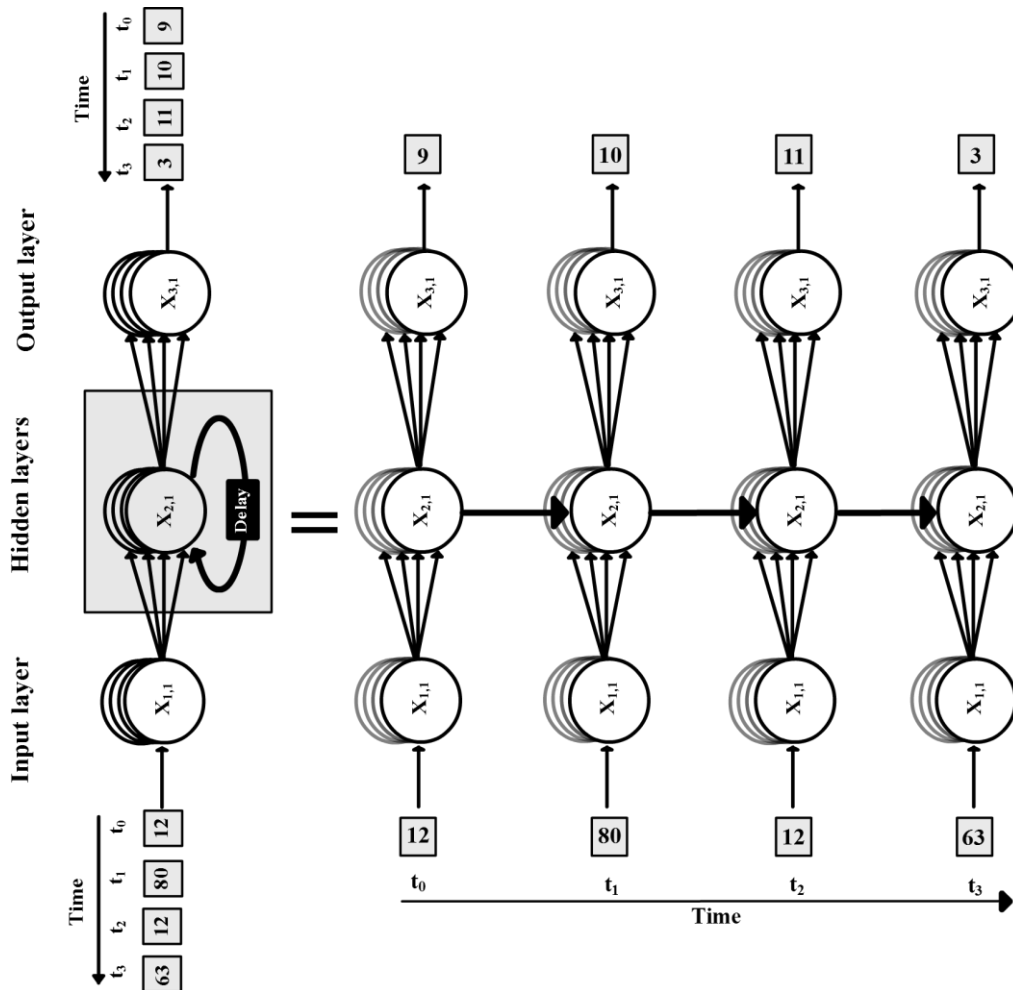 Time
t0 t1 t2 t3
9 10 11 3
9 10 11 3
Output layer
X3,1
X3,1 X3,1 X3,1 X3,1
Hidden layers
X2,1
Delay
=
X2,1 X2,1 X2,1 X2,1
Input layer
X1,1
X1,1 X1,1 X1,1 X1,1
Time
t0 t1 t2 t3
12 80 12 63
12 80 12 63
t0 t1 t2 t3
Time